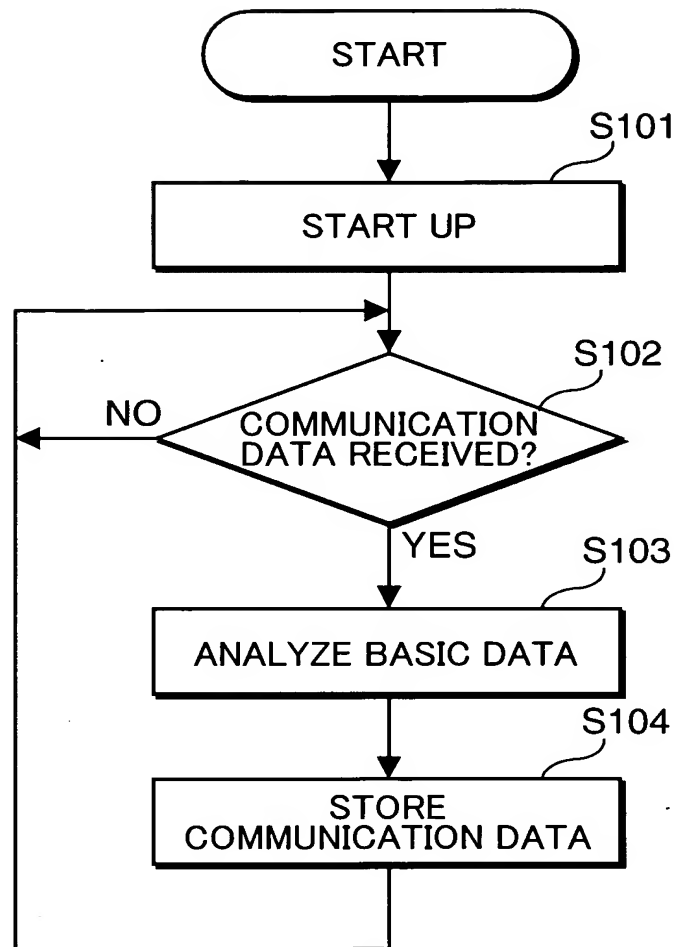 START
S101
START UP
S102
NO
COMMUNICATION
DATA RECEIVED?
YES
S103
ANALYZE BASIC DATA
S104
STORE
COMMUNICATION DATA